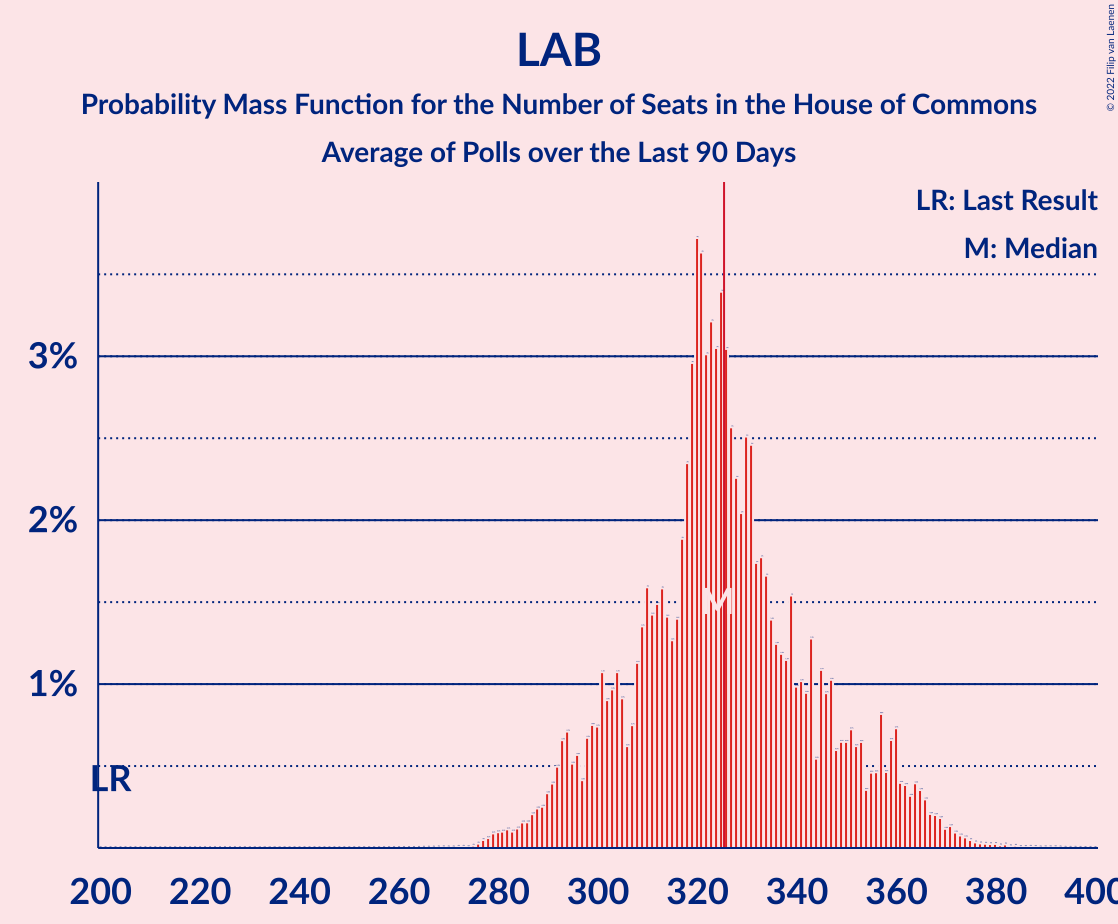 LAB
Probability Mass Function for the Number of Seats in the House of Commons
Average of Polls over the Last 90 Days
© 2022 Filip van Laenen
LR: Last Result
M: Median
3%
2%
1%
M
LR
200 220 240 260 280 300 320 340 360 380 400